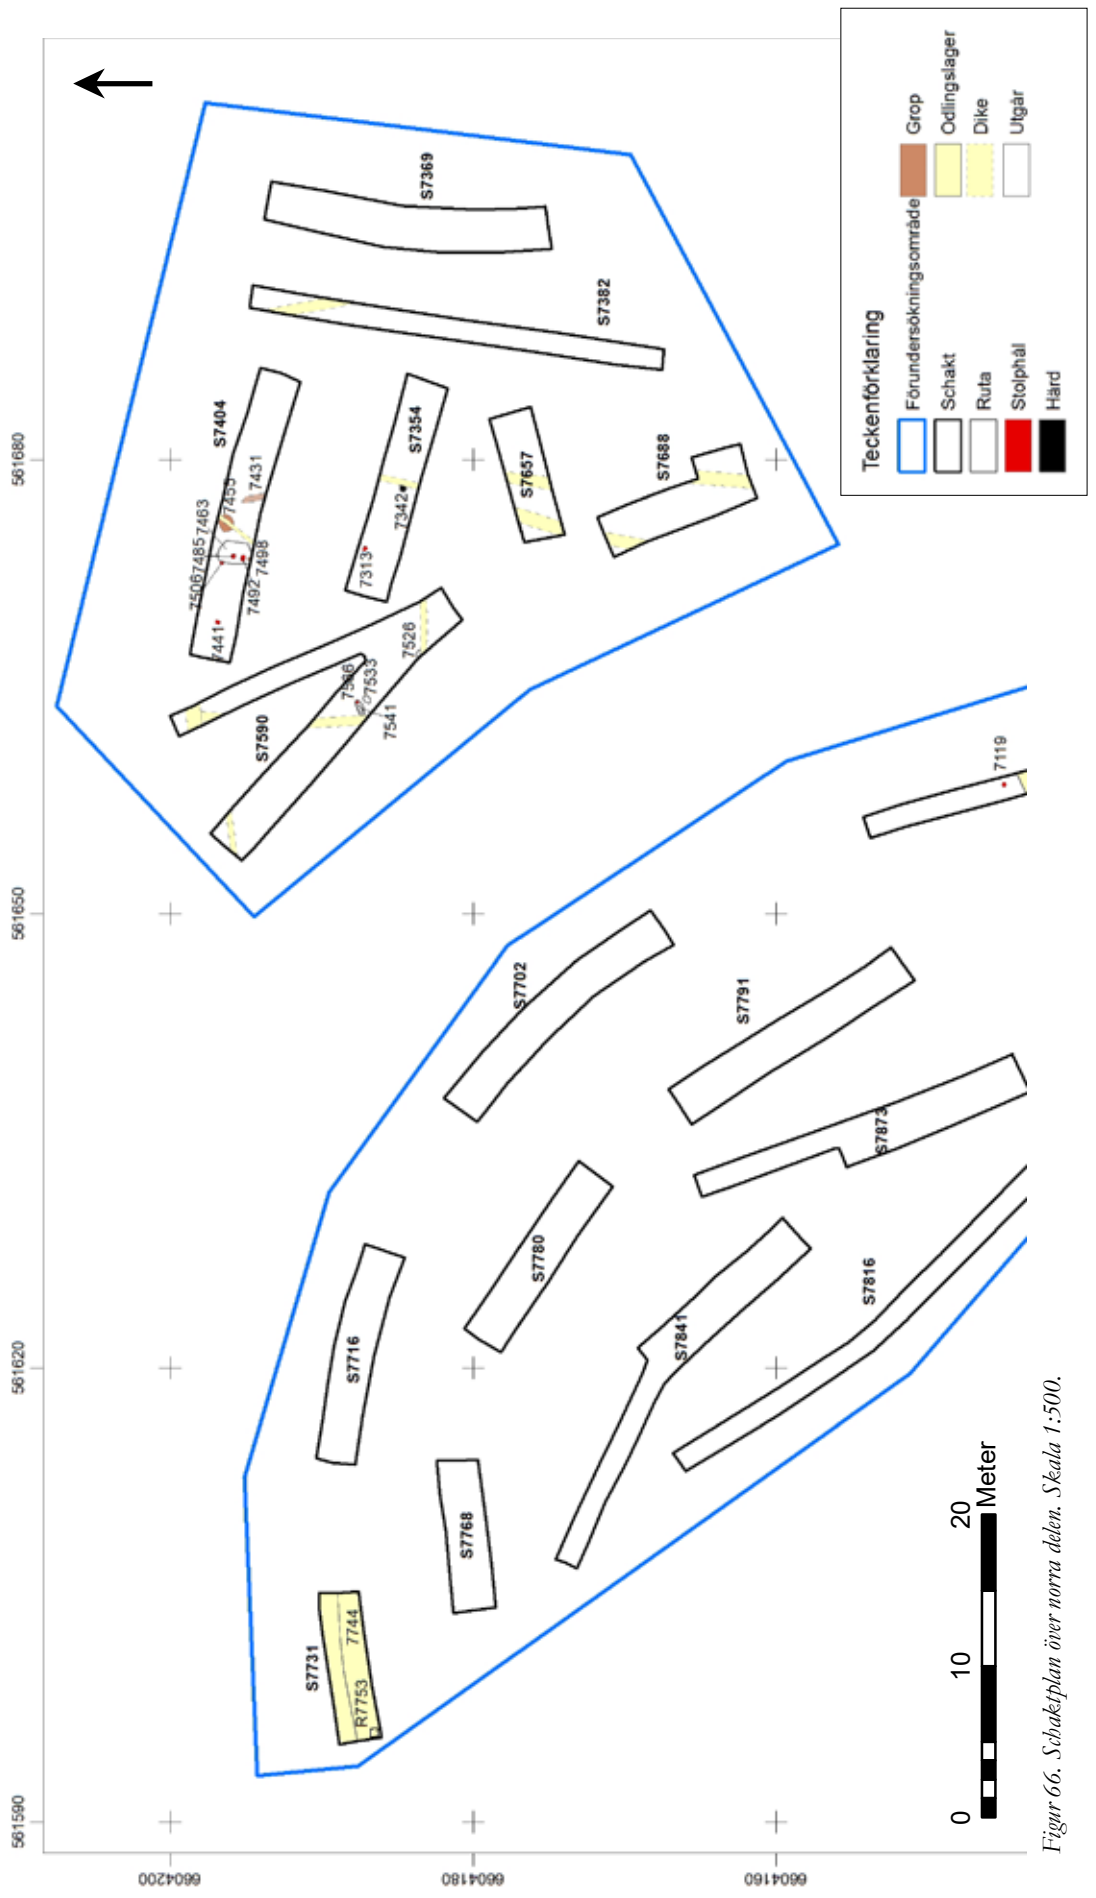 561590
561620
561650
561680
6604200
6604180
6604160
S7369
S7382
S7404
7431
7455
7463
7485
7506
7498
7492
7441
S7354
7342
7313
S7657
S7688
S7590
7526
7566
7533
7541
7119
S7702
S7791
S7873
S7780
S7716
S7841
S7816
S7768
S7731
7744
R7753
Teckenförklaring
Förundersökningsområde
Schakt
Ruta
Stolphål
Härd
Grop
Odlingslager
Dike
Utgår
0 10 20
Meter
Figur 66. Schaktplan över norra delen. Skala 1:500.